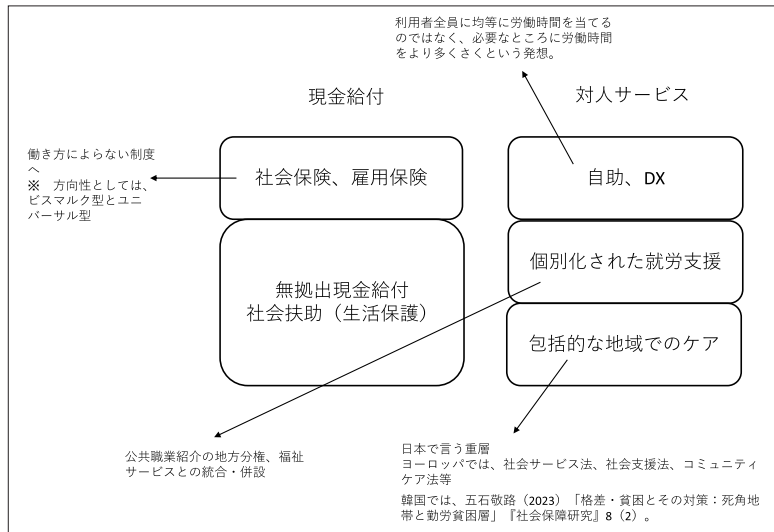 利用者全員に均等に労働時間を当てる
のではなく、必要なところに労働時間
をより多くさくという発想。
現金給付
対人サービス
働き方によらない制度
へ
※　方向性としては、
ビスマルク型とユニ
バーサル型
社会保険、雇用保険
自助、DX
無拠出現金給付
社会扶助（生活保護）
個別化された就労支援
包括的な地域でのケア
公共職業紹介の地方分権、福祉
サービスとの統合・併設
日本で言う重層
ヨーロッパでは、社会サービス法、社会支援法、コミュニティ
ケア法等
韓国では、五石敬路（2023）「格差・貧困とその対策：死角地
帯と勤労貧困層」『社会保障研究』8（2）。